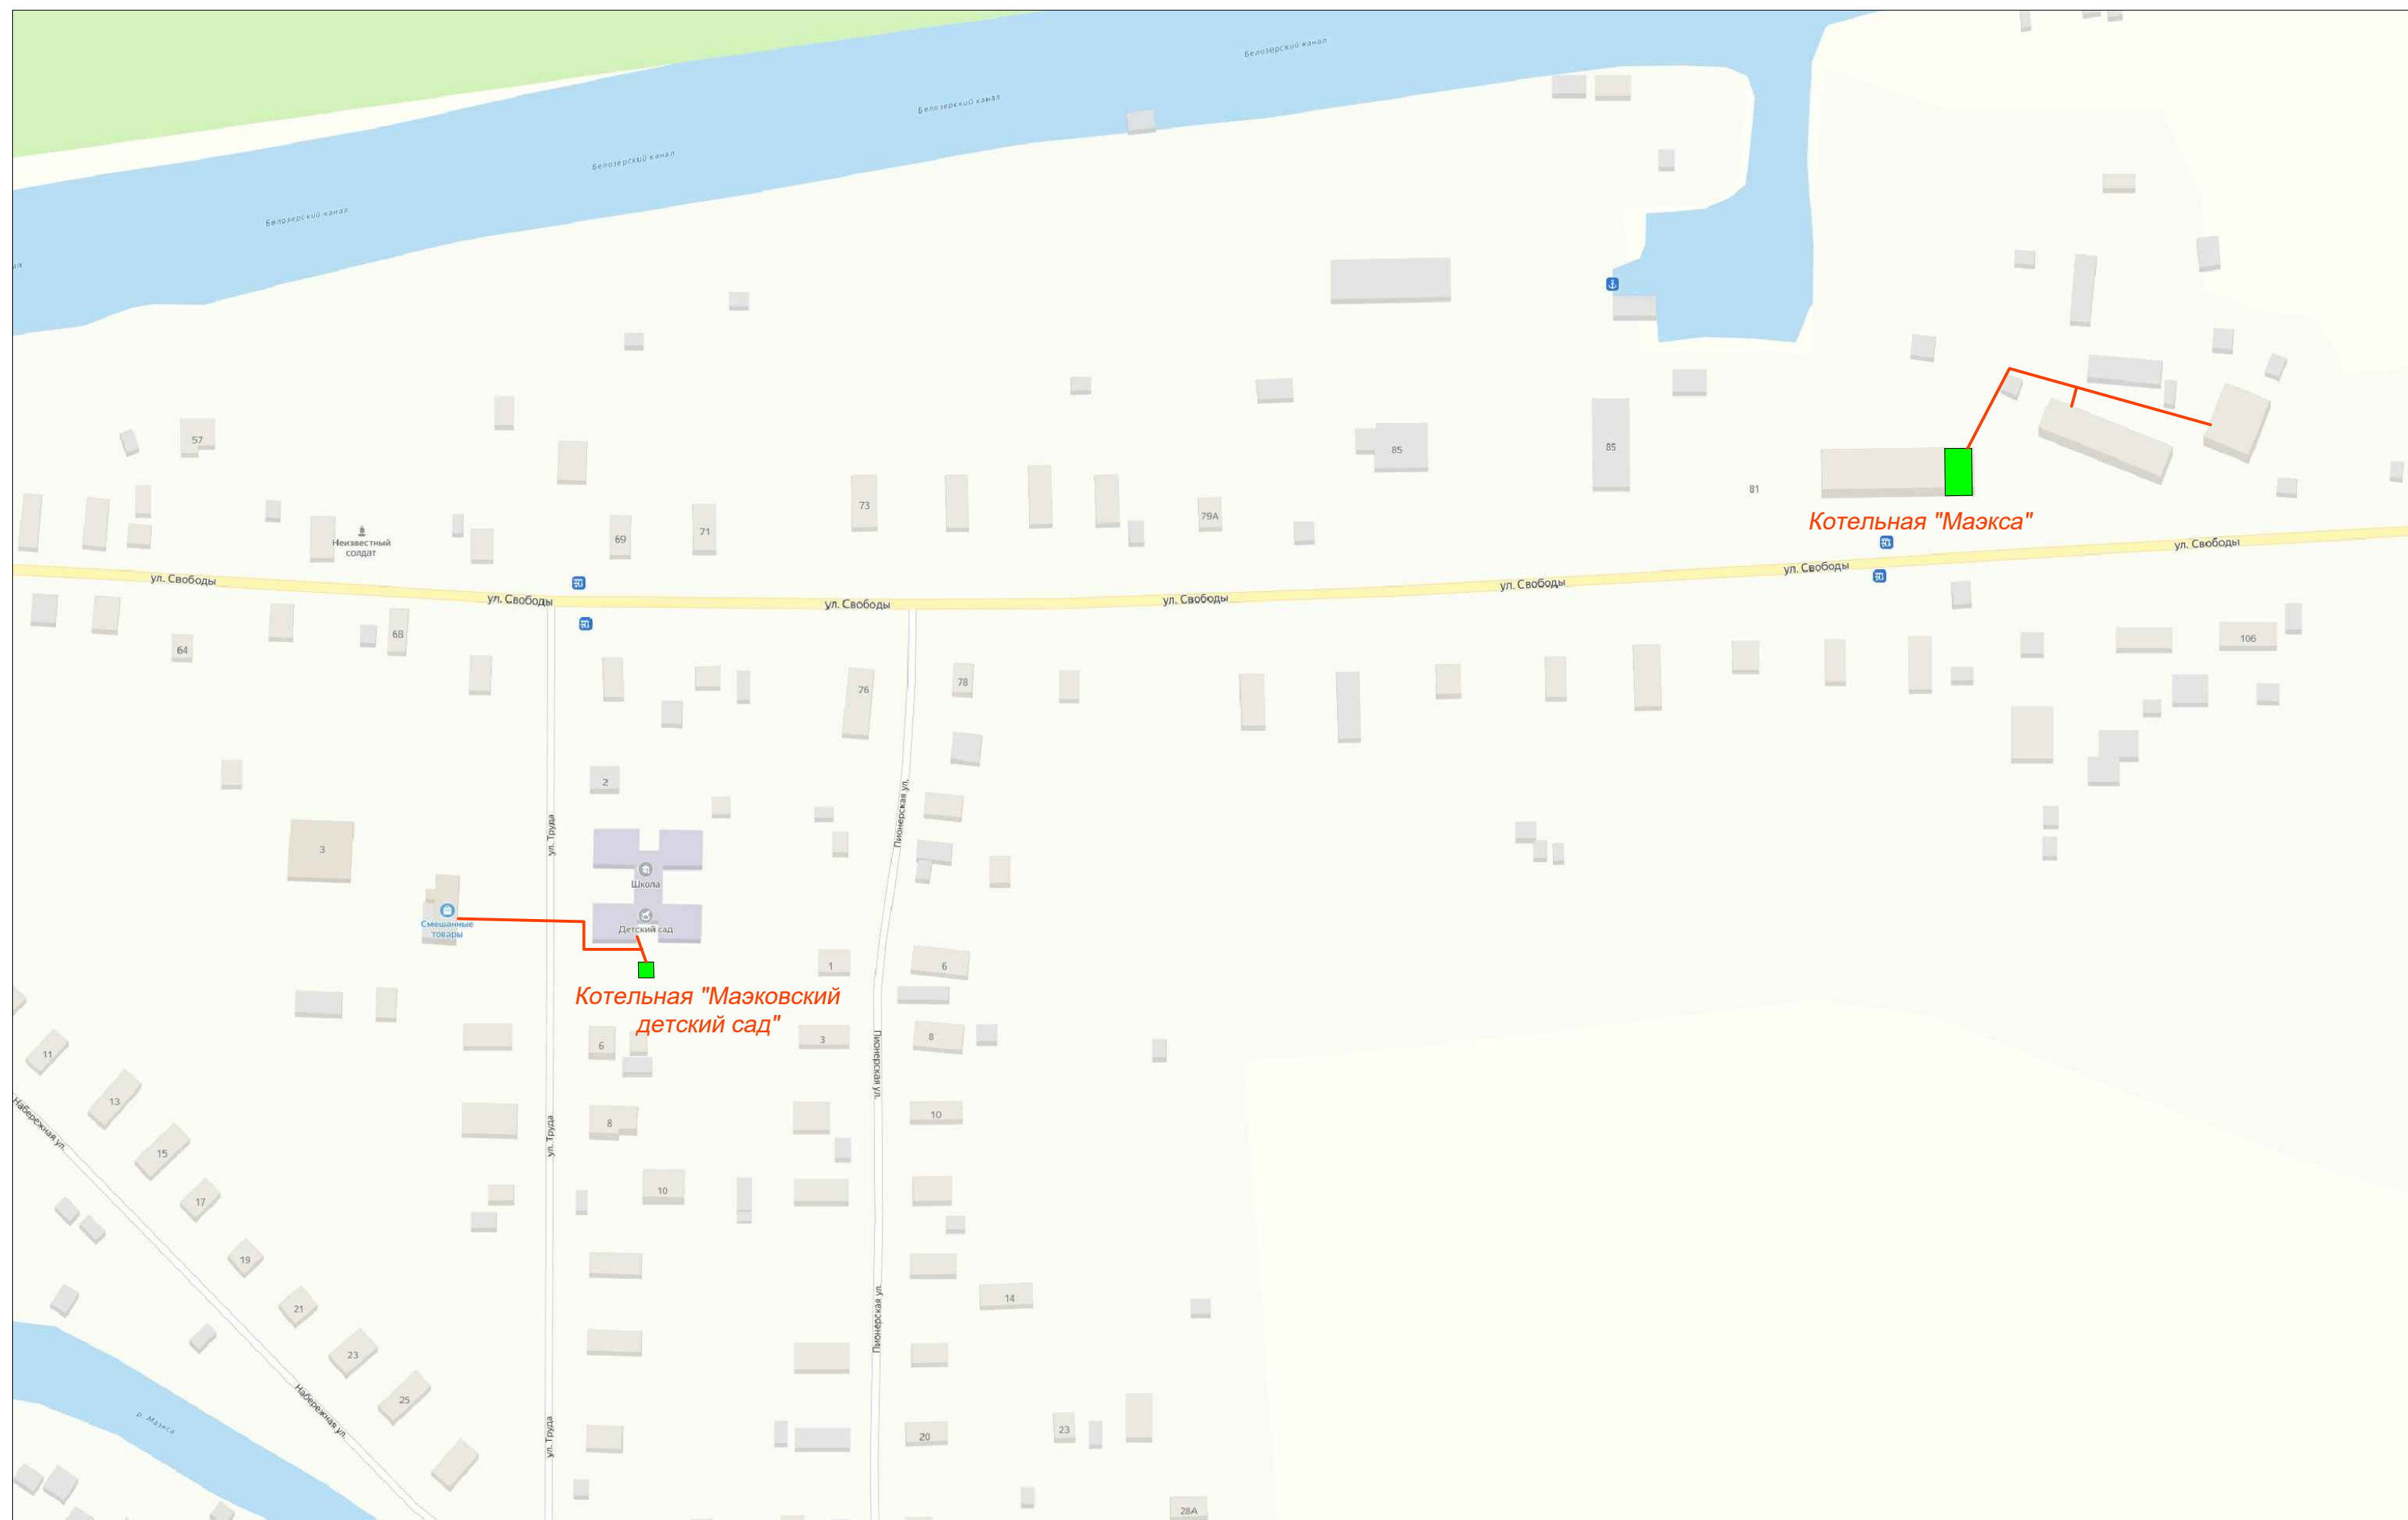 Белозерский канал
Белозерский канал
Белозерский канал
Белозерский канал
57
Неизвестный
солдат
69
71
73
79А
85
85
81
Котельная "Маэкса"
ул. Свободы
ул. Свободы
ул. Свободы
ул. Свободы
ул. Свободы
ул. Свободы
ул. Свободы
64
68
76
78
106
2
ул. Труда
Пионерская ул.
3
Школа
Детский сад
Смешанные
товары
Котельная "Маэковский
детский сад"
1
6
6
3
8
11
13
15
17
19
21
23
25
Набережная ул.
Набережная ул.
р. Маэкса
ул. Труда
ул. Труда
8
10
Пионерская ул.
Пионерская ул.
10
14
20
23
28А